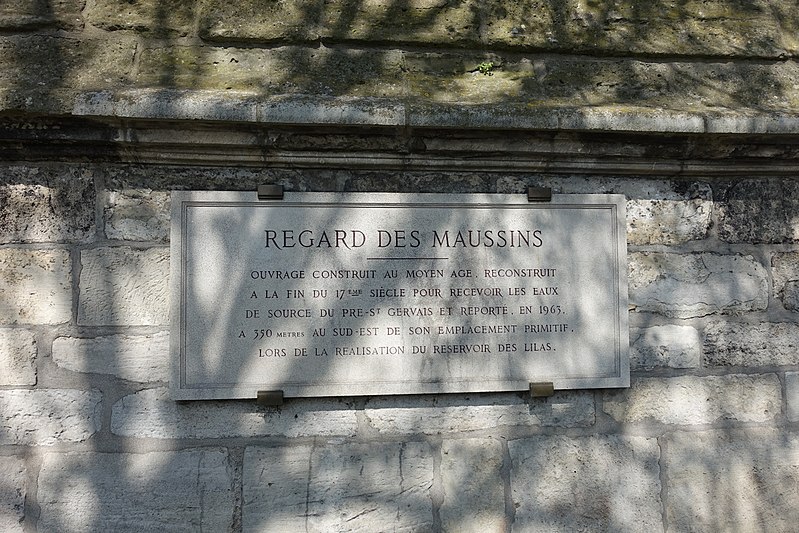 REGARD DES MAUSSINS
OUVRAGE CONSTRUIT AU MOYEN AGE, RECONSTRUIT
A LA FIN DU 17EME SIÈCLE POUR RECEVOIR LES EAUX
DE SOURCE DU PRE-ST GERVAIS ET REPORTE, EN 1963,
A 350 METRES AU SUD-EST DE SON EMPLACEMENT PRIMITIF,
LORS DE LA REALISATION DU RESERVOIR DES LILAS.